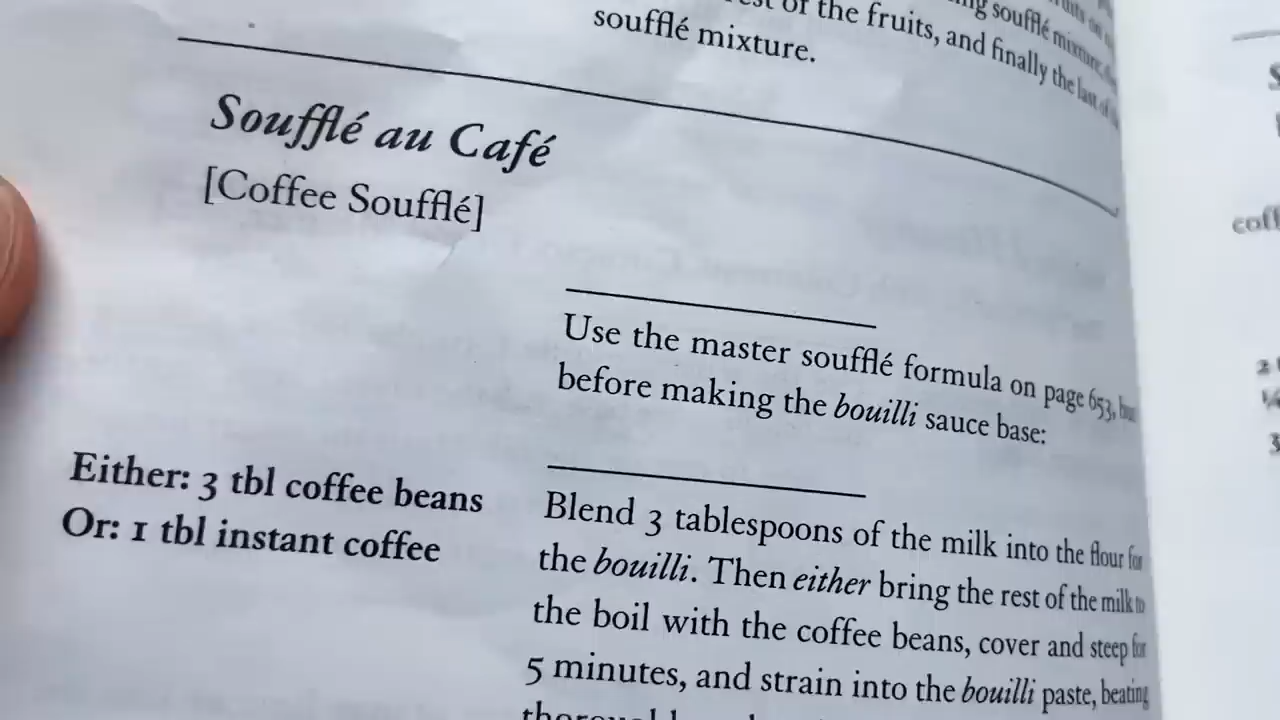 of the fruits, and finally the last of
soufflé mixture.
Soufflé au Café
[Coffee Soufflé]
Use the master soufflé formula on page 653, but
before making the bouilli sauce base:
Either: 3 tbl coffee beans
Or: 1 tbl instant coffee
Blend 3 tablespoons of the milk into the flour for
the bouilli. Then either bring the rest of the milk to
the boil with the coffee beans, cover and steep for
5 minutes, and strain into the bouilli paste, beating